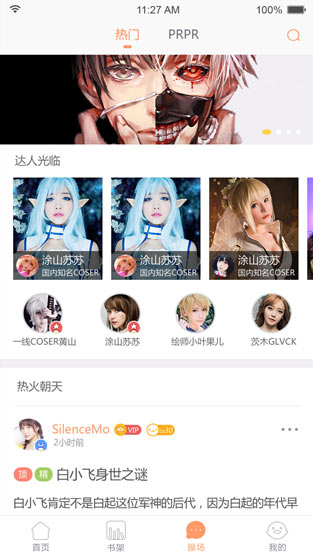 11:27 AM
100%
热门
PRPR
达人光临
涂山苏苏
国内知名COSER
涂山苏苏
国内知名COSER
涂山苏苏
国内知名COSER
一线COSER黄山
涂山苏苏
绘师小叶果儿
茨木GLVCK
热火朝天
SilenceMo VIP Lv30
2小时前
顶 精 白小飞身世之谜
白小飞肯定不是白起这位军神的后代，因为白起的年代早
首页
书架
操场
我的